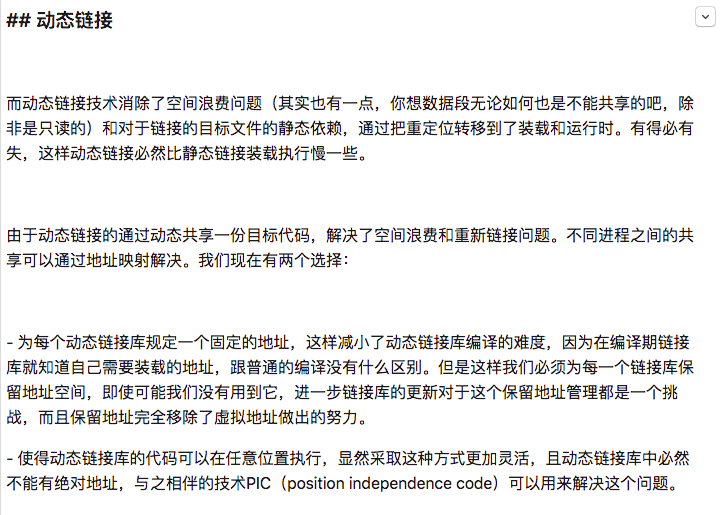 ## 动态链接
而动态链接技术消除了空间浪费问题（其实也有一点，你想数据段无论如何也是不能共享的吧，除
非是只读的）和对于链接的目标文件的静态依赖，通过把重定位转移到了装载和运行时。有得必有
失，这样动态链接必然比静态链接装载执行慢一些。
由于动态链接的通过动态共享一份目标代码，解决了空间浪费和重新链接问题。不同进程之间的共
享可以通过地址映射解决。我们现在有两个选择：
- 为每个动态链接库规定一个固定的地址，这样减小了动态链接库编译的难度，因为在编译期链接
库就知道自己需要装载的地址，跟普通的编译没有什么区别。但是这样我们必须为每一个链接库保
留地址空间，即使可能我们没有用到它，进一步链接库的更新对于这个保留地址管理都是一个挑
战，而且保留地址完全移除了虚拟地址做出的努力。
- 使得动态链接库的代码可以在任意位置执行，显然采取这种方式更加灵活，且动态链接库中必然
不能有绝对地址，与之相伴的技术PIC（position independence code）可以用来解决这个问题。